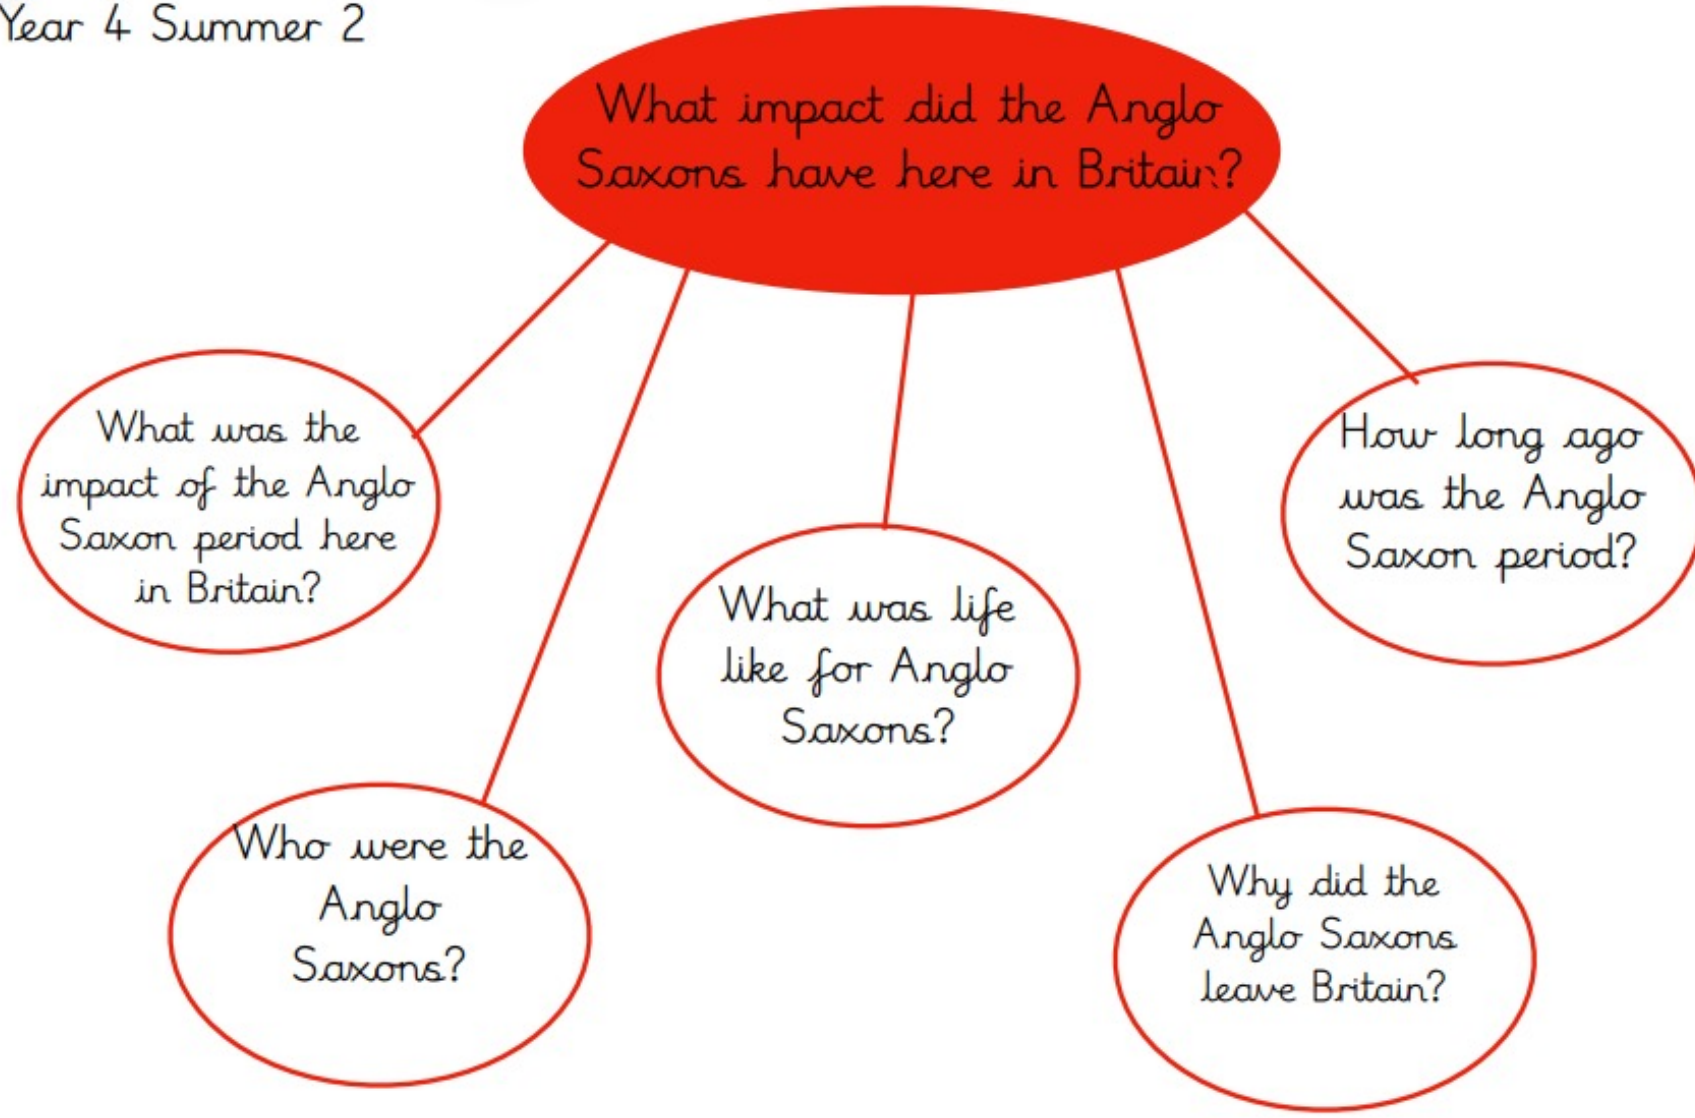 Year 4 Summer 2
What impact did the Anglo
Saxons have here in Britain?
What was the
impact of the Anglo
Saxon period here
in Britain?
How long ago
was the Anglo
Saxon period?
What was life
like for Anglo
Saxons?
Who were the
Anglo
Saxons?
Why did the
Anglo Saxons
leave Britain?